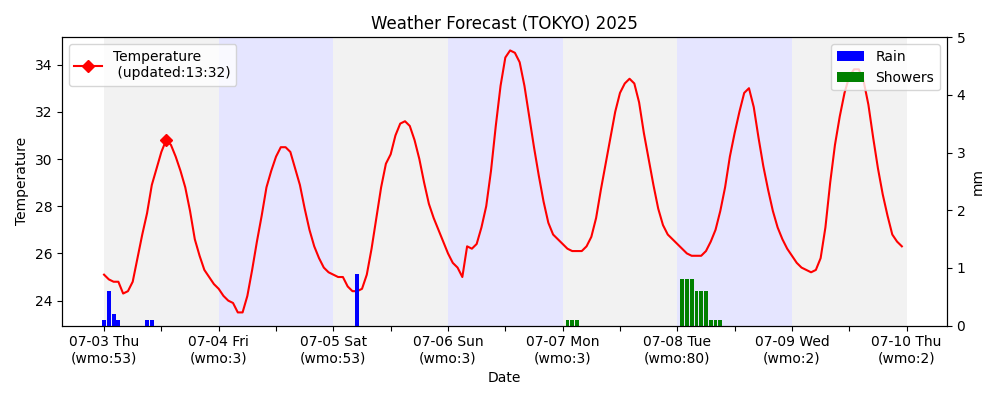 Weather Forecast (TOKYO) 2025
Temperature
(updated:13:32)
Rain
Showers
34
32
30
28
26
24
Temperature
5
4
3
2
1
0
mm
07-03 Thu
(wmo:53)
07-04 Fri
(wmo:3)
07-05 Sat
(wmo:53)
07-06 Sun
(wmo:3)
07-07 Mon
(wmo:3)
07-08 Tue
(wmo:80)
07-09 Wed
(wmo:2)
07-10 Thu
(wmo:2)
Date